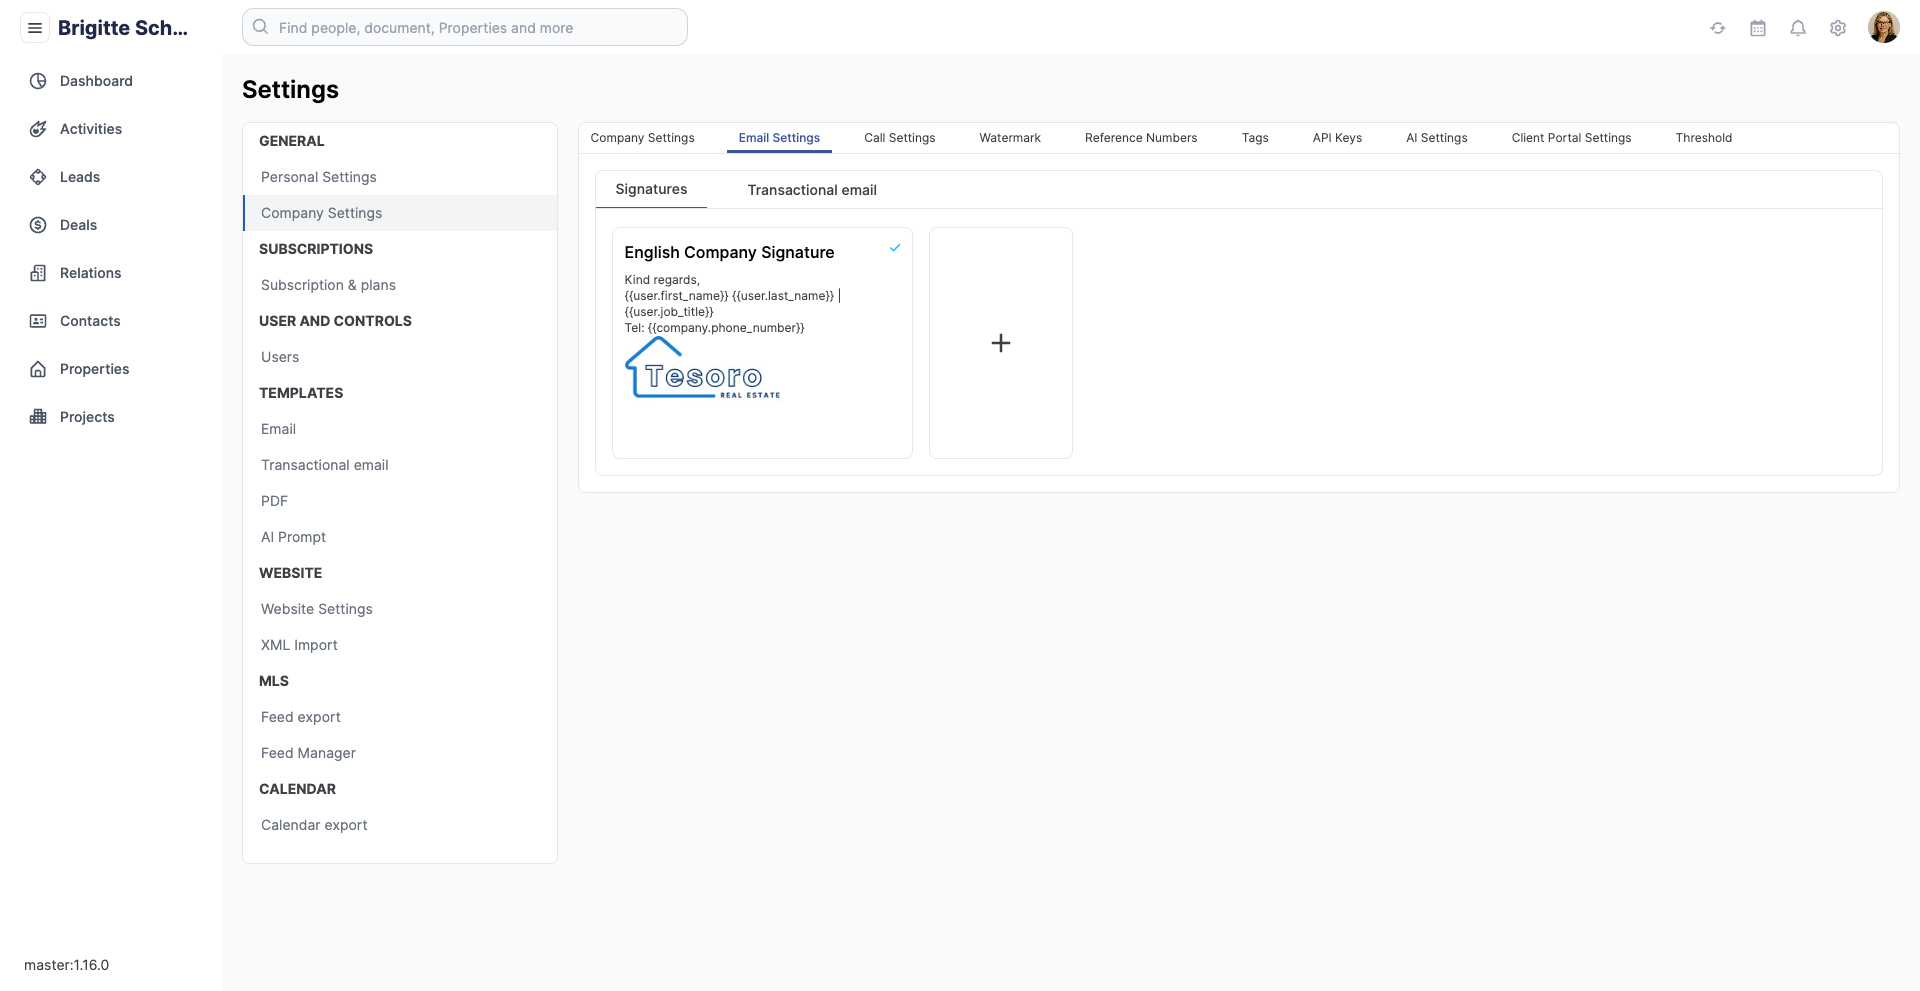 Brigitte Sch...
Find people, document, Properties and more
Dashboard
Activities
Leads
Deals
Relations
Contacts
Properties
Projects
master:1.16.0
Settings
GENERAL
Personal Settings
Company Settings
SUBSCRIPTIONS
Subscription & plans
USER AND CONTROLS
Users
TEMPLATES
Email
Transactional email
PDF
AI Prompt
WEBSITE
Website Settings
XML Import
MLS
Feed export
Feed Manager
CALENDAR
Calendar export
Company Settings
Email Settings
Call Settings
Watermark
Reference Numbers
Tags
API Keys
AI Settings
Client Portal Settings
Threshold
Signatures
Transactional email
English Company Signature
Kind regards,
{{user.first_name}} {{user.last_name}} |
{{user.job_title}}
Tel: {{company.phone_number}}
Tesoro
REAL ESTATE